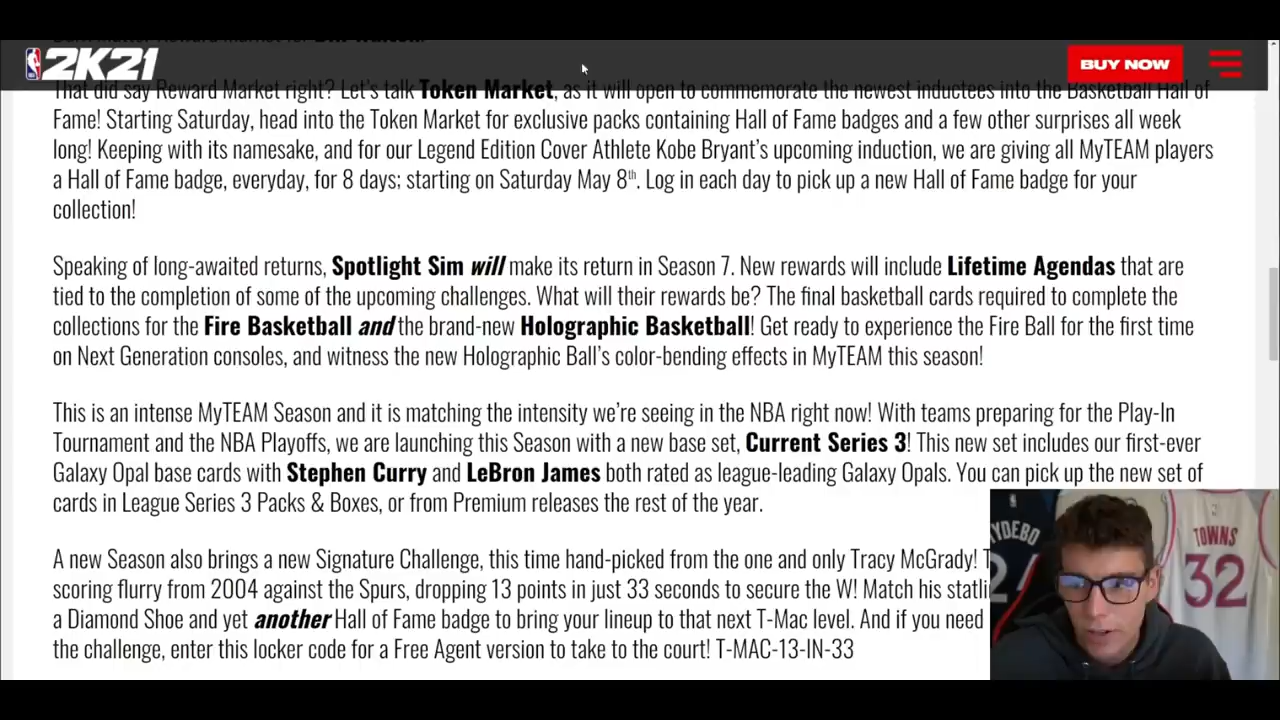 2K21
BUY NOW
That did say Reward Market right? Let's talk Token Market, as it will open to commemorate the newest inductees into the Basketball Hall of
Fame! Starting Saturday, head into the Token Market for exclusive packs containing Hall of Fame badges and a few other surprises all week
long! Keeping with its namesake, and for our Legend Edition Cover Athlete Kobe Bryant's upcoming induction, we are giving all MyTEAM players
a Hall of Fame badge, everyday, for 8 days; starting on Saturday May 8th. Log in each day to pick up a new Hall of Fame badge for your
collection!
Speaking of long-awaited returns, Spotlight Sim will make its return in Season 7. New rewards will include Lifetime Agendas that are
tied to the completion of some of the upcoming challenges. What will their rewards be? The final basketball cards required to complete the
collections for the Fire Basketball and the brand-new Holographic Basketball! Get ready to experience the Fire Ball for the first time
on Next Generation consoles, and witness the new Holographic Ball's color-bending effects in MyTEAM this season!
This is an intense MyTEAM Season and it is matching the intensity we're seeing in the NBA right now! With teams preparing for the Play-In
Tournament and the NBA Playoffs, we are launching this Season with a new base set, Current Series 3! This new set includes our first-ever
Galaxy Opal base cards with Stephen Curry and LeBron James both rated as league-leading Galaxy Opals. You can pick up the new set of
cards in League Series 3 Packs & Boxes, or from Premium releases the rest of the year.
A new Season also brings a new Signature Challenge, this time hand-picked from the one and only Tracy McGrady!
scoring flurry from 2004 against the Spurs, dropping 13 points in just 33 seconds to secure the W! Match his
a Diamond Shoe and yet another Hall of Fame badge to bring your lineup to that next T-Mac level. And if you need
the challenge, enter this locker code for a Free Agent version to take to the court! T-MAC-13-IN-33
YDEBO
TOWNS
32